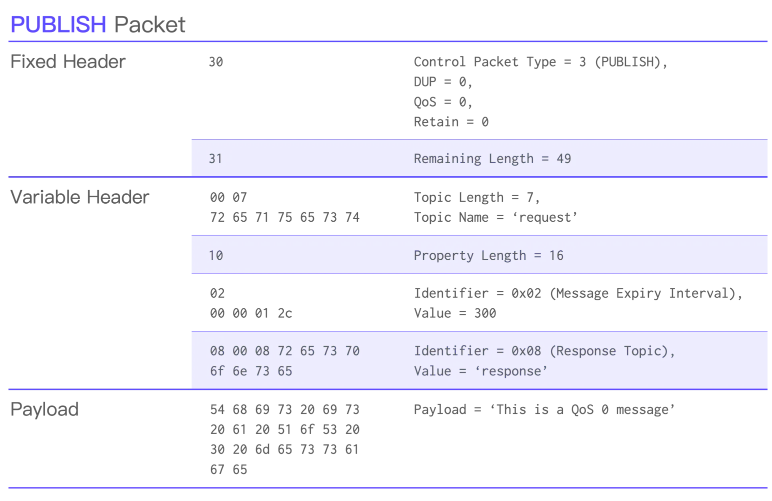 PUBLISH Packet
Fixed Header 30 Control Packet Type = 3 (PUBLISH),
DUP = 0,
QoS = 0,
Retain = 0
31 Remaining Length = 49
Variable Header 00 07 Topic Length = 7,
72 65 71 75 65 73 74 Topic Name = ‘request’
10 Property Length = 16
02 Identifier = 0x02 (Message Expiry Interval),
00 00 01 2c Value = 300
08 00 08 72 65 73 70 Identifier = 0x08 (Response Topic),
6f 6e 73 65 Value = ‘response’
Payload 54 68 69 73 20 69 73 Payload = ‘This is a QoS 0 message’
20 61 20 51 6f 53 20
30 20 6d 65 73 73 61
67 65